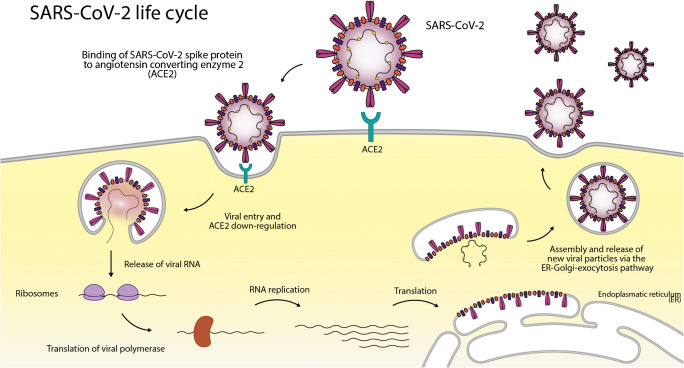 SARS-CoV-2 life cycle
SARS-CoV-2
Binding of SARS-CoV-2 spike protein
to angiotensin converting enzyme 2
(ACE2)
ACE2
ACE2
Viral entry and
ACE2 down-regulation
Release of viral RNA
Ribosomes
Translation of viral polymerase
RNA replication
Translation
Assembly and release of
new viral particles via the
ER-Golgi-exocytosis pathway
Endoplasmatic reticulum
(ER)